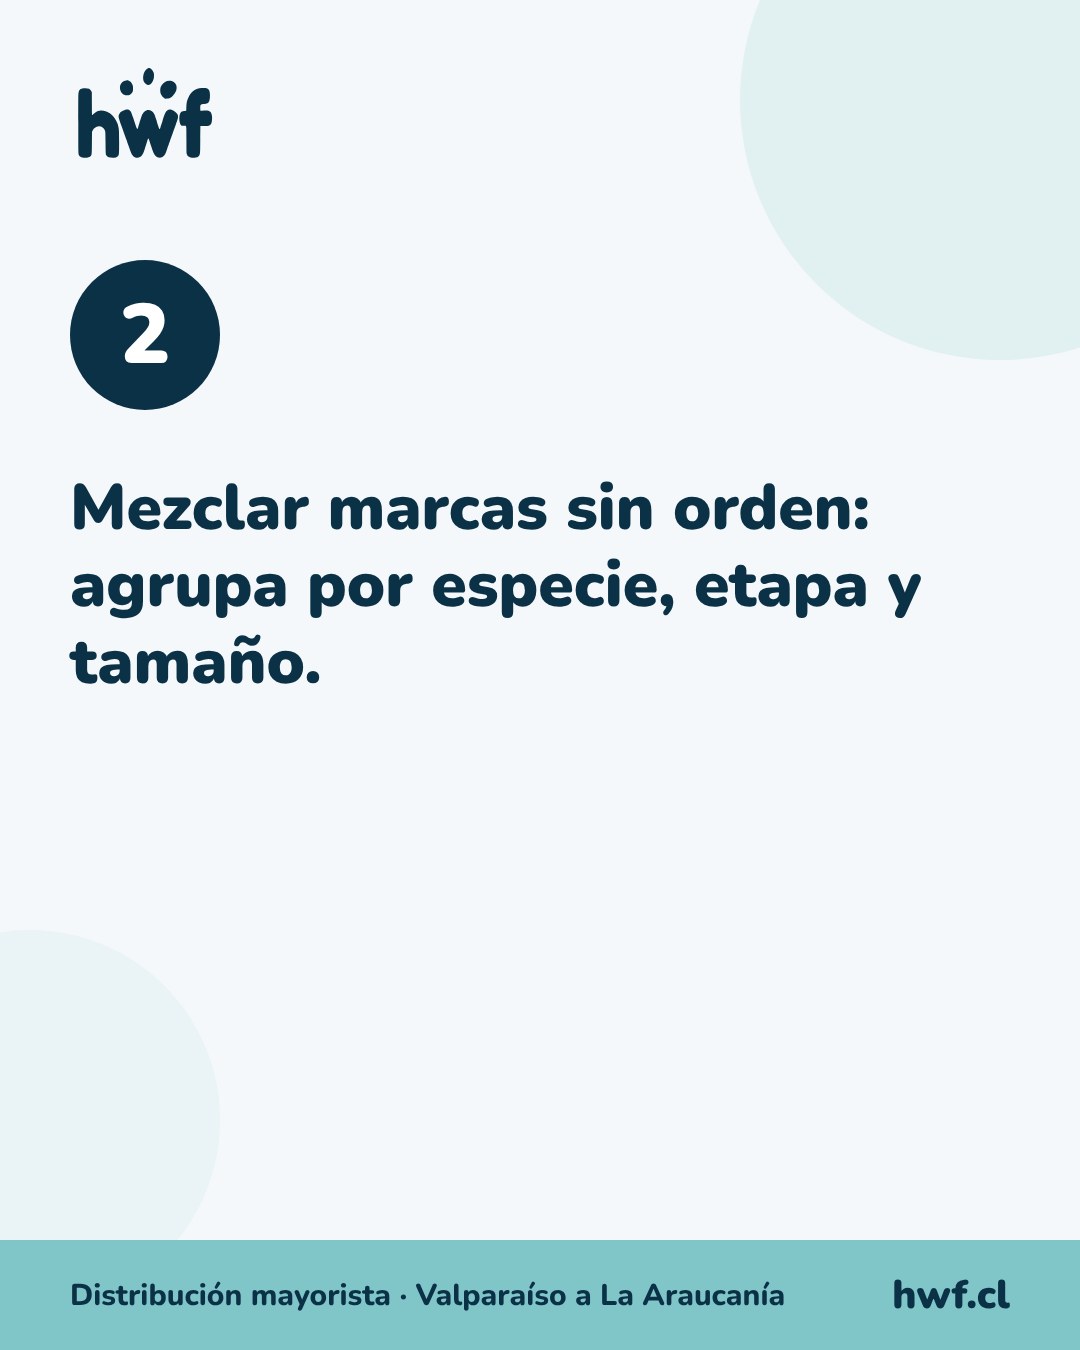 hwf
2
Mezclar marcas sin orden:
agrupa por especie, etapa y
tamaño.
Distribución mayorista · Valparaíso a La Araucanía
hwf.cl